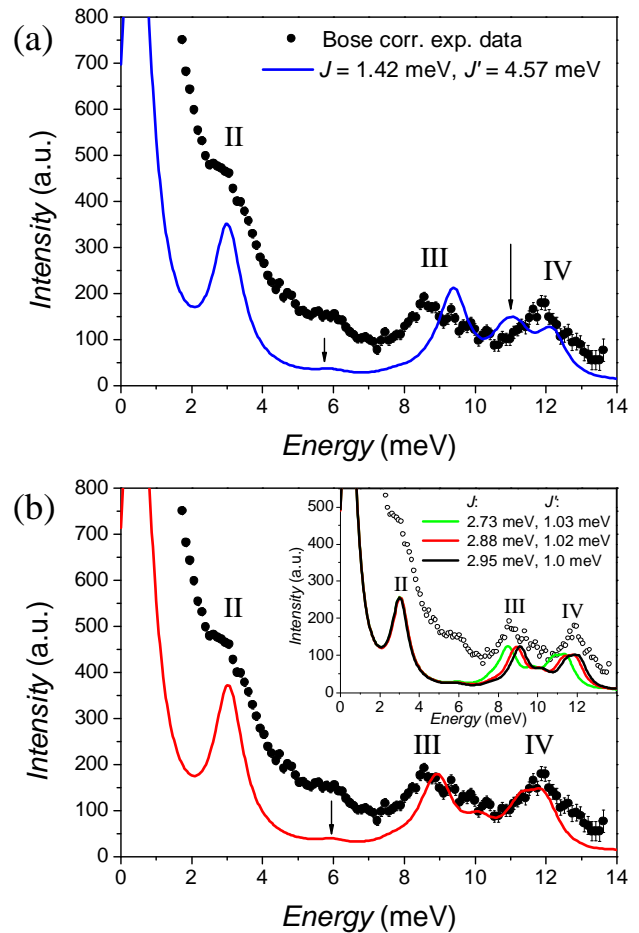 (a)
800
700
600
500
400
300
200
100
0
Intensity (a.u.)
Bose corr. exp. data
J = 1.42 meV, J' = 4.57 meV
II
III
IV
0 2 4 6 8 10 12 14
Energy (meV)
(b)
800
700
600
500
400
300
200
100
0
Intensity (a.u.)
II
III
IV
500
400
300
200
100
0
Intensity (a.u.)
J: J':
2.73 meV, 1.03 meV
2.88 meV, 1.02 meV
2.95 meV, 1.0 meV
II
III
IV
0 2 4 6 8 10 12
Energy (meV)
0 2 4 6 8 10 12 14
Energy (meV)